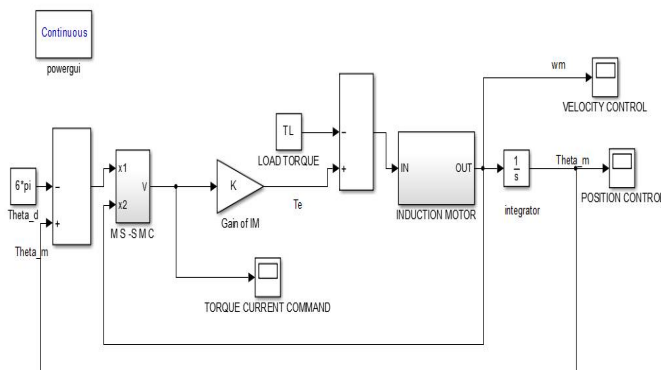 Continuous
powergui
wm
VELOCITY CONTROL
TL
LOAD TORQUE
−
+
6*pi
Theta_d
−
+
Theta_m
x1
x2
V
M S -S M C
K
Gain of IM
Te
IN
OUT
INDUCTION MOTOR
1
s
integrator
Theta_m
POSITION CONTROL
TORQUE CURRENT COMMAND